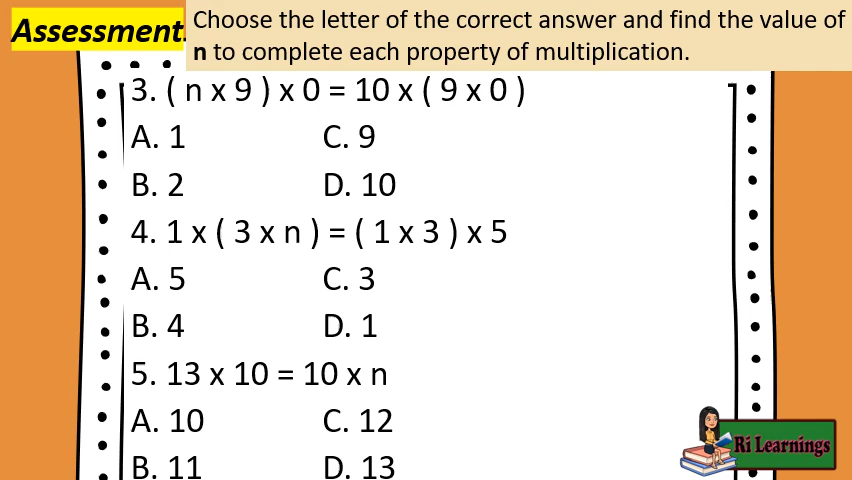 Assessment:
Choose the letter of the correct answer and find the value of
n to complete each property of multiplication.
3. ( n x 9 ) x 0 = 10 x ( 9 x 0 )
A. 1 C. 9
B. 2 D. 10
4. 1 x ( 3 x n ) = ( 1 x 3 ) x 5
A. 5 C. 3
B. 4 D. 1
5. 13 x 10 = 10 x n
A. 10 C. 12
B. 11 D. 13
Ri Learnings